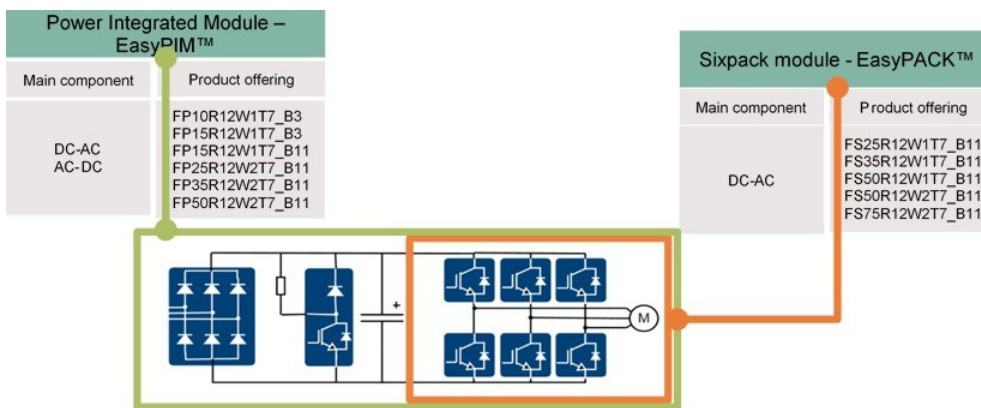 Power Integrated Module –
EasyPIM™
Main component
Product offering
DC-AC
AC-DC
FP10R12W1T7_B3
FP15R12W1T7_B3
FP15R12W1T7_B11
FP25R12W2T7_B11
FP35R12W2T7_B11
FP50R12W2T7_B11
Sixpack module - EasyPACK™
Main component
Product offering
DC-AC
FS25R12W1T7_B11
FS35R12W1T7_B11
FS50R12W1T7_B11
FS50R12W2T7_B11
FS75R12W2T7_B11
+
M